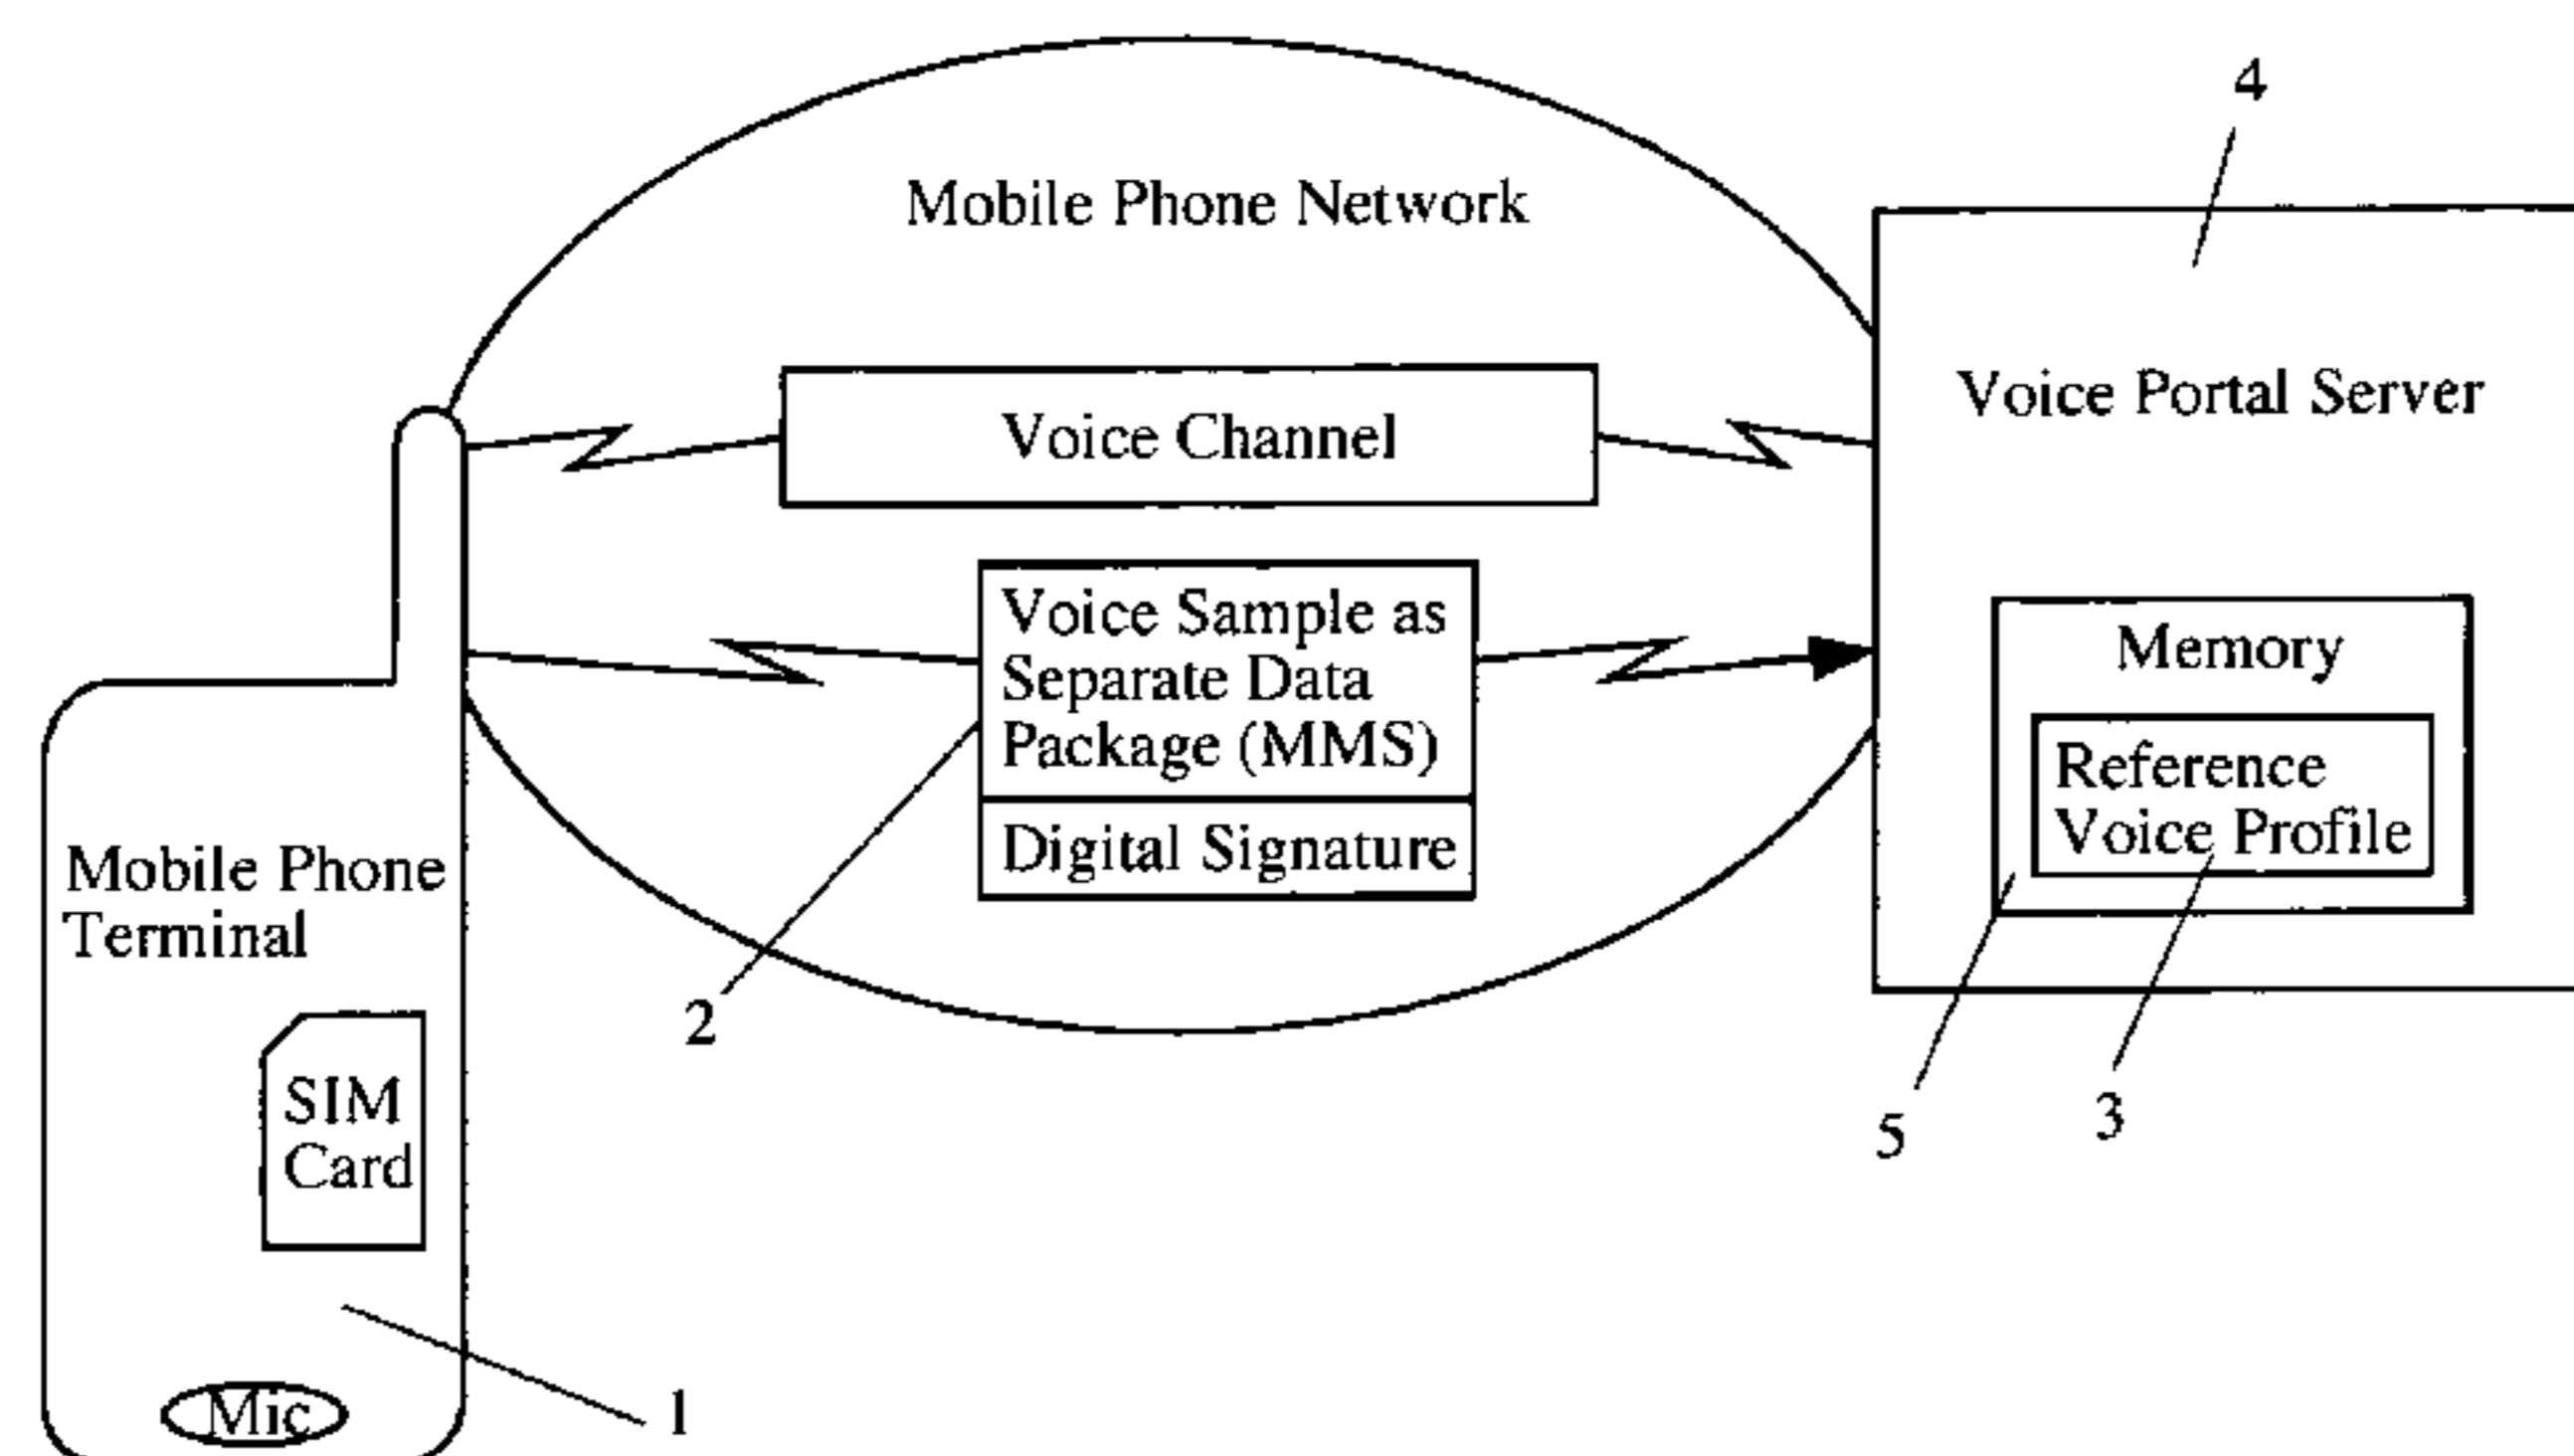 4
Mobile Phone Network
Voice Portal Server
Voice Channel
Voice Sample as
Separate Data
Package (MMS)
Digital Signature
Memory
Reference
Voice Profile
Mobile Phone
Terminal
2
5
3
SIM
Card
1
Mic